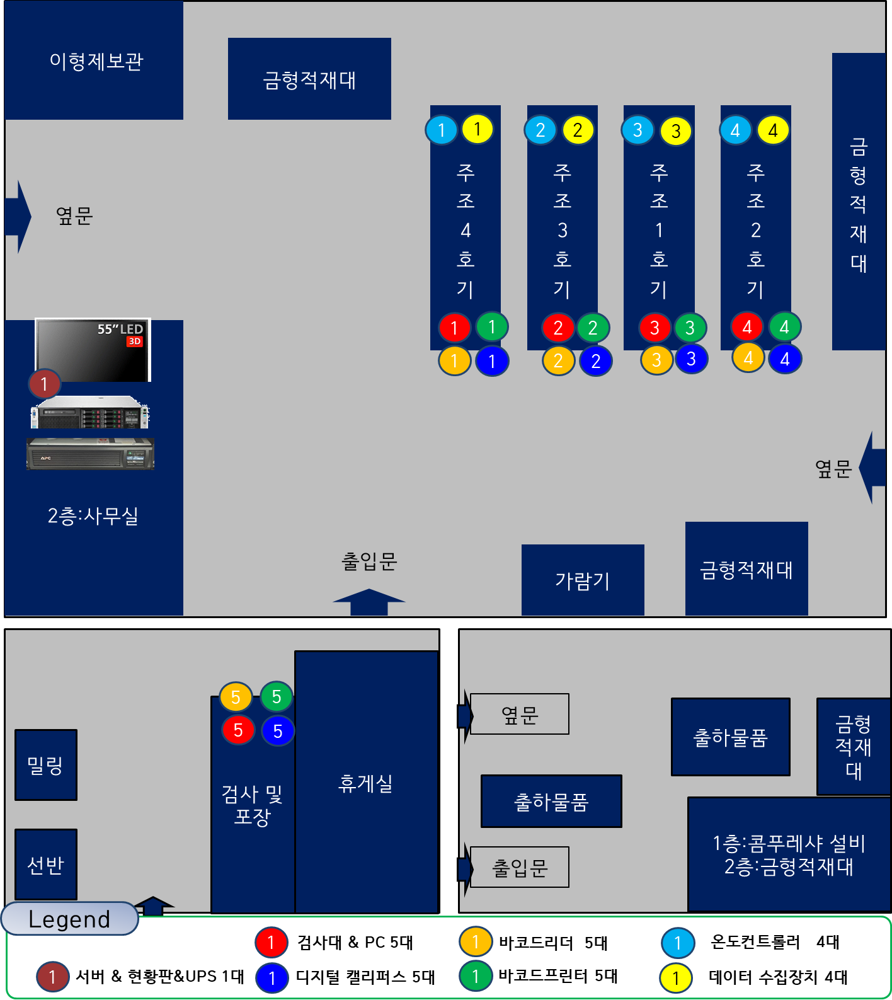 이형제보관
금형적재대
1 1 2 2 3 3 4 4
주조4호기
주조3호기
주조1호기
주조2호기
금형적재대
옆문
1 1 2 2 3 3 4 4
1 1 2 2 3 3 4 4
55” LED
3D
1
APC
2층:사무실
옆문
출입문
가람기
금형적재대
5 5
5 5
밀링
선반
검사 및
포장
휴게실
옆문
출하물품
금형
적재
대
출하물품
출입문
1층:콤푸레샤 설비
2층:금형적재대
Legend
1 검사대 & PC 5대
1 바코드리더 5대
1 온도컨트롤러 4대
1 서버 & 현황판&UPS 1대
1 디지털 캘리퍼스 5대
1 바코드프린터 5대
1 데이터 수집장치 4대